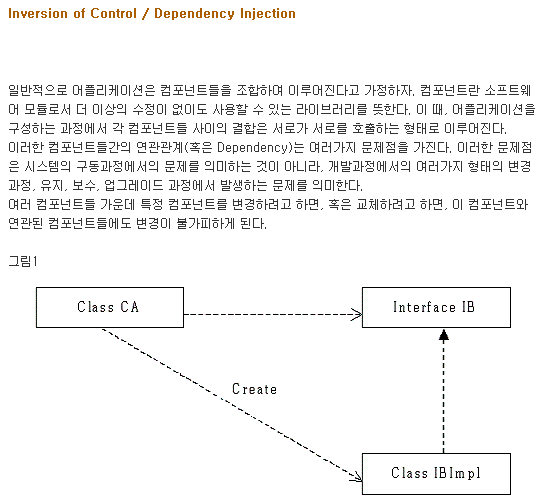 Inversion of Control / Dependency Injection
일반적으로 어플리케이션은 컴포넌트들을 조합하여 이루어진다고 가정하자. 컴포넌트란 소프트웨
어 모듈로서 더 이상의 수정이 없이도 사용할 수 있는 라이브러리를 뜻한다. 이 때, 어플리케이션을
구성하는 과정에서 각 컴포넌트들 사이의 결합은 서로가 서로를 호출하는 형태로 이루어진다.
이러한 컴포넌트들간의 연관관계(혹은 Dependency)는 여러가지 문제점을 가진다. 이러한 문제점
은 시스템의 구동과정에서의 문제를 의미하는 것이 아니라, 개발과정에서의 여러가지 형태의 변경
과정, 유지, 보수, 업그레이드 과정에서 발생하는 문제를 의미한다.
여러 컴포넌트들 가운데 특정 컴포넌트를 변경하려고 하면, 혹은 교체하려고 하면, 이 컴포넌트와
연관된 컴포넌트들에도 변경이 불가피하게 된다.
그림1
Class CA
Interface IB
Create
Class IBImpl